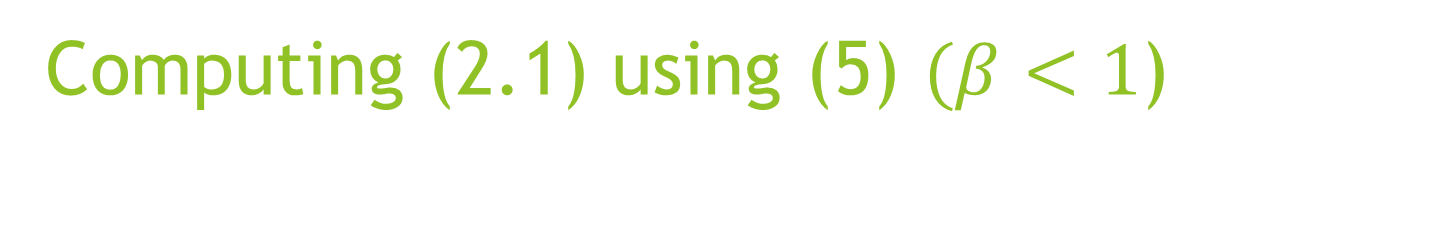 Computing (2.1) using (5) (𝛽 < 1)